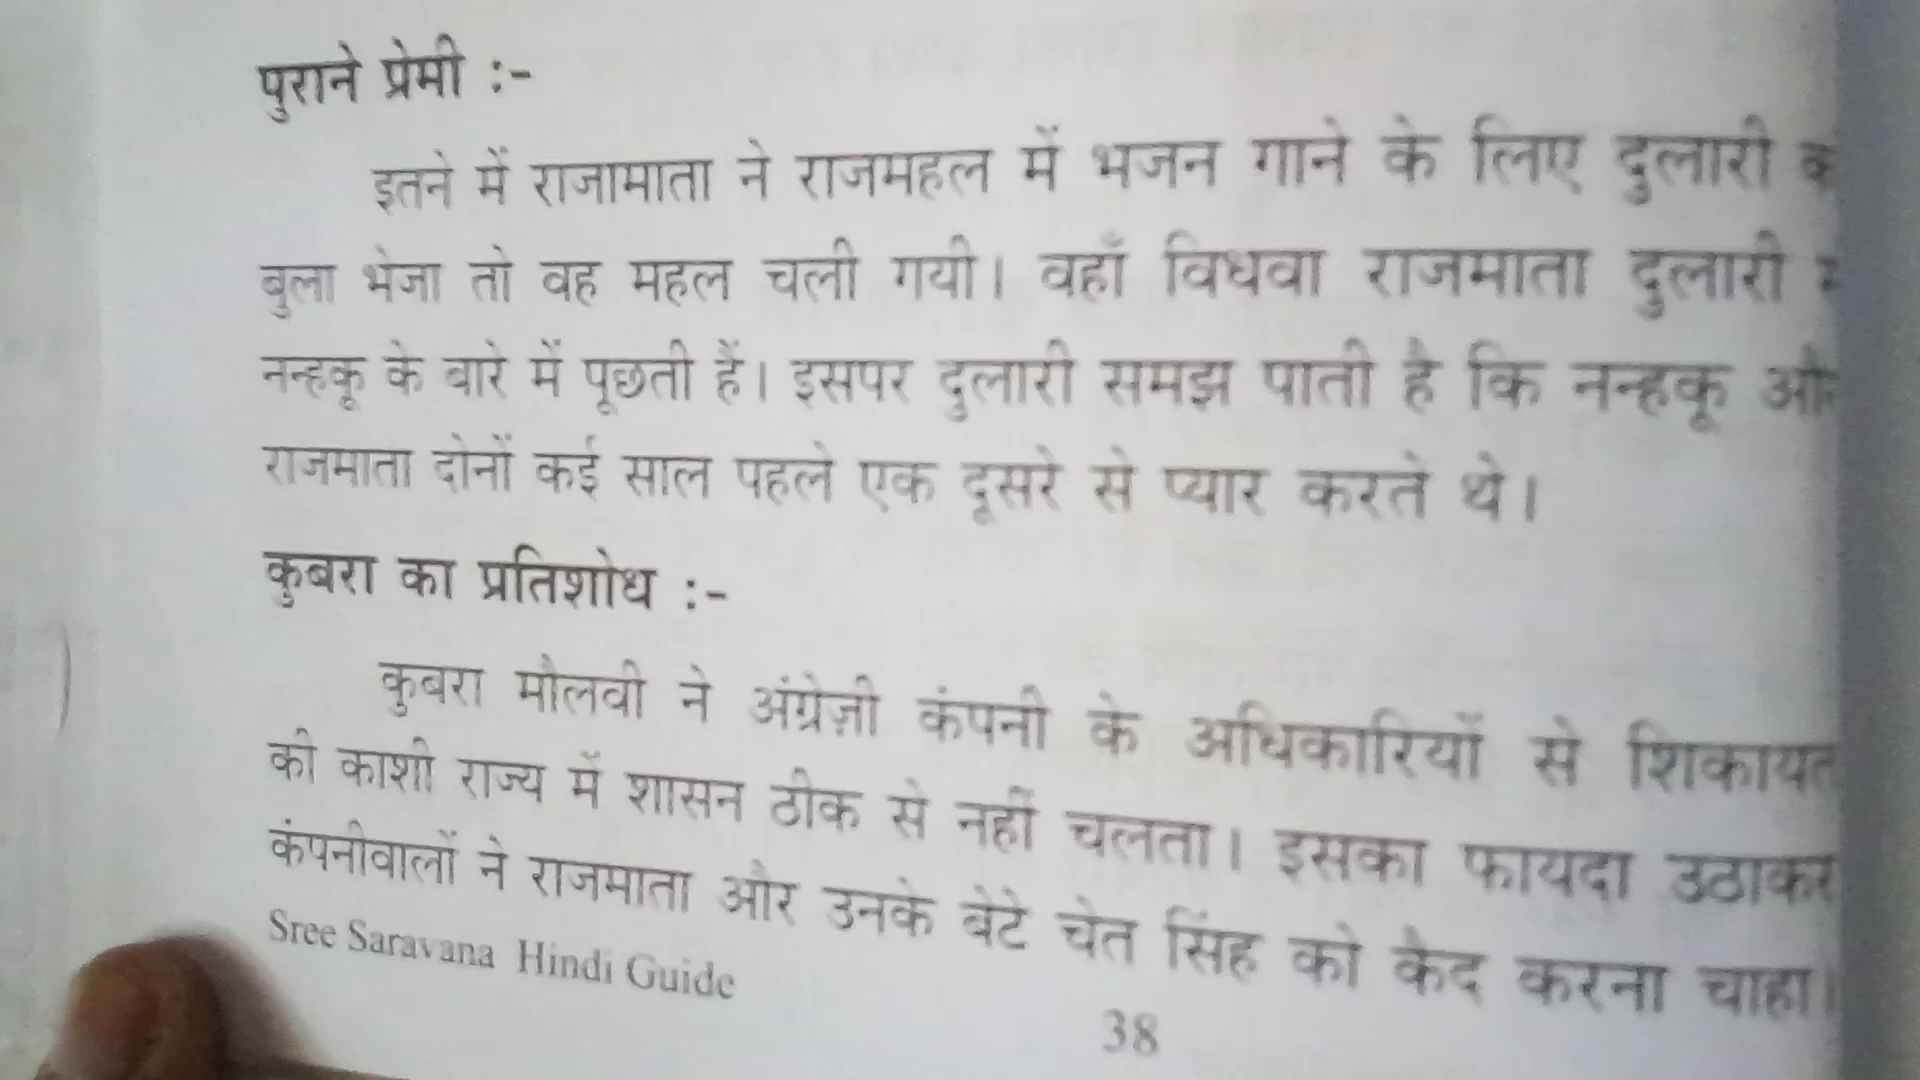 पुराने प्रेमी :-
इतने में राजामाता ने राजमहल में भजन गाने के लिए दुलारी
बुला भेजा तो वह महल चली गयी। वहाँ विधवा राजमाता दुलारी
नन्हकू के बारे में पूछती हैं। इसपर दुलारी समझ पाती है कि नन्हकू
राजमाता दोनों कई साल पहले एक दूसरे से प्यार करते थे।
कुबरा का प्रतिशोध :-
कुबरा मौलवी ने अंग्रेज़ी कंपनी के अधिकारियों से शिकायत
की काशी राज्य में शासन ठीक से नहीं चलता। इसका फायदा उठाकर
कंपनीवालों ने राजमाता और उनके बेटे चेत सिंह को कैद करना चाहा।
Sree Saravana Hindi Guide
38